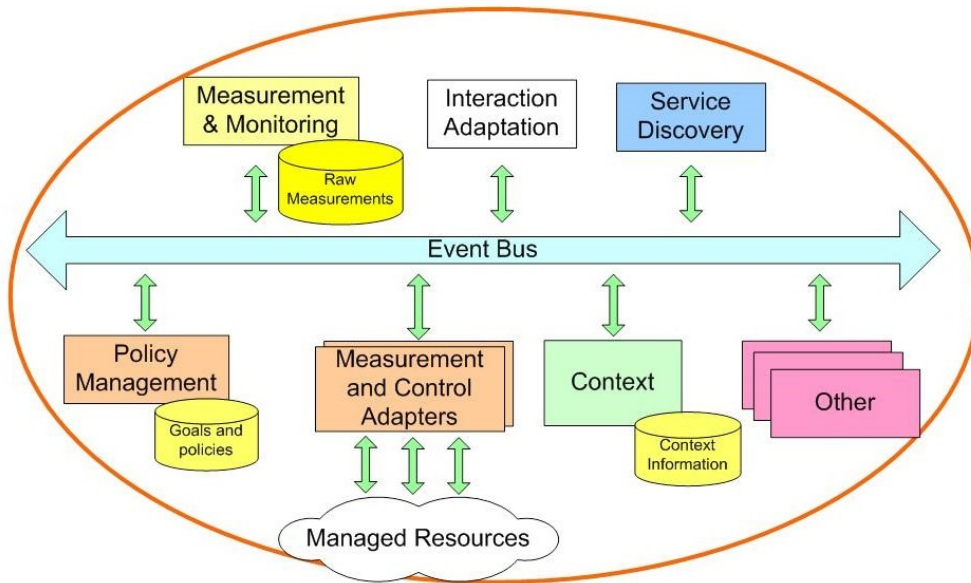 Measurement
& Monitoring
Raw
Measurements
Interaction
Adaptation
Service
Discovery
Event Bus
Policy
Management
Goals and
policies
Measurement
and Control
Adapters
Context
Context
Information
Other
Managed Resources